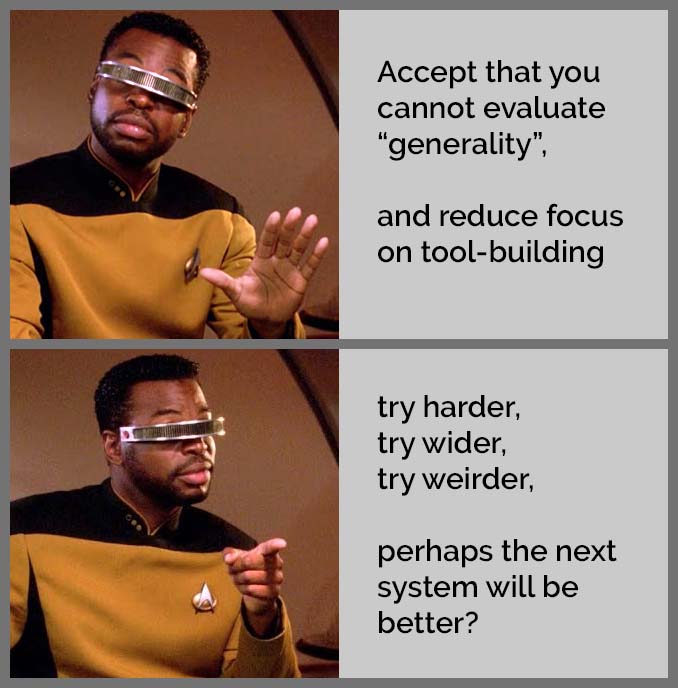 Accept that you
cannot evaluate
“generality”,
and reduce focus
on tool-building
try harder,
try wider,
try weirder,
perhaps the next
system will be
better?